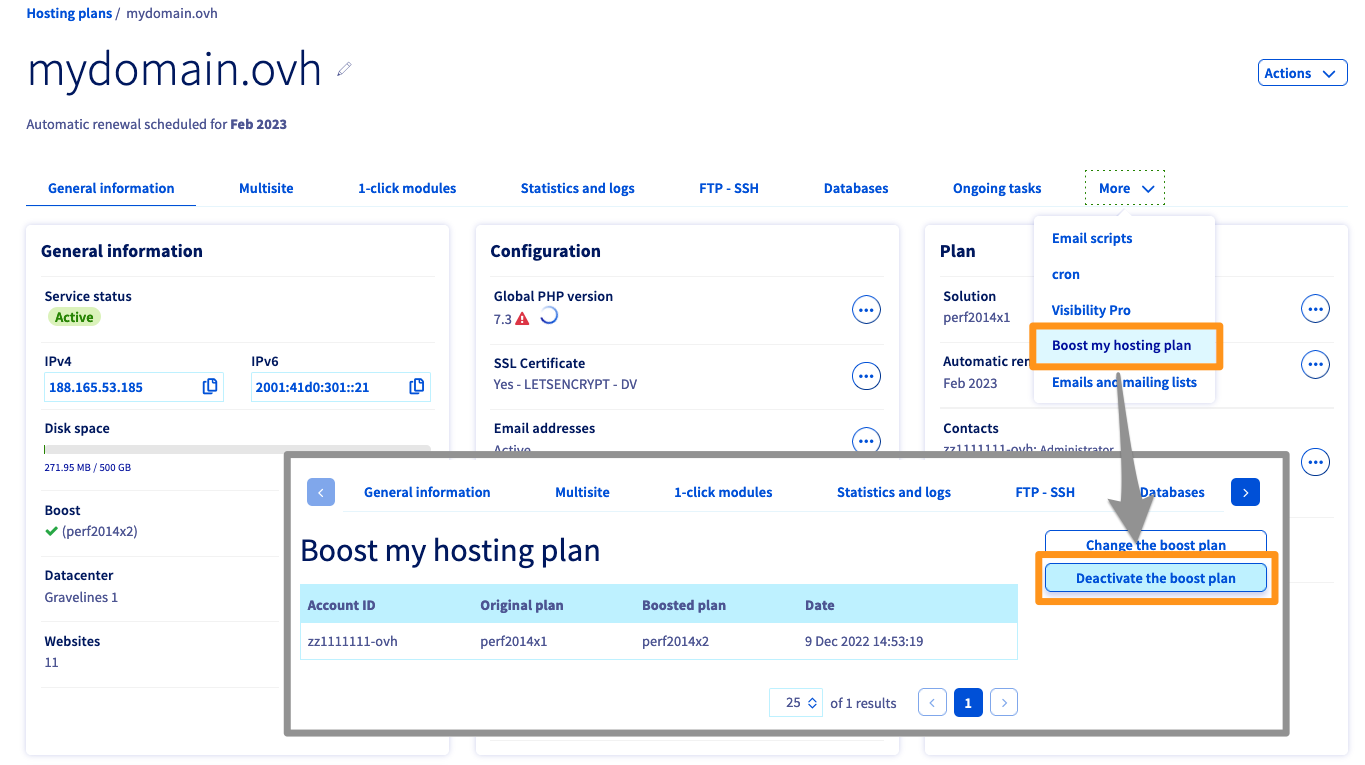 Hosting plans / mydomain.ovh
mydomain.ovh
Actions
Automatic renewal scheduled for Feb 2023
General information
Multisite
1-click modules
Statistics and logs
FTP - SSH
Databases
Ongoing tasks
More
Email scripts
cron
Visibility Pro
Boost my hosting plan
Emails and mailing lists
General information
Service status
Active
IPv4
IPv6
188.165.53.185
2001:41d0:301::21
Disk space
271.95 MB / 500 GB
Boost
(perf2014x2)
Datacenter
Gravelines 1
Websites
11
Configuration
Global PHP version
7.3
SSL Certificate
Yes - LETSENCRYPT - DV
Email addresses
Active
Plan
Solution
perf2014x1
Automatic ren
Feb 2023
Contacts
zz1111111-ovh: Administrator
General information
Multisite
1-click modules
Statistics and logs
FTP - SSH
Databases
Boost my hosting plan
Change the boost plan
Deactivate the boost plan
Account ID Original plan Boosted plan Date
zz1111111-ovh perf2014x1 perf2014x2 9 Dec 2022 14:53:19
25 of 1 results
1